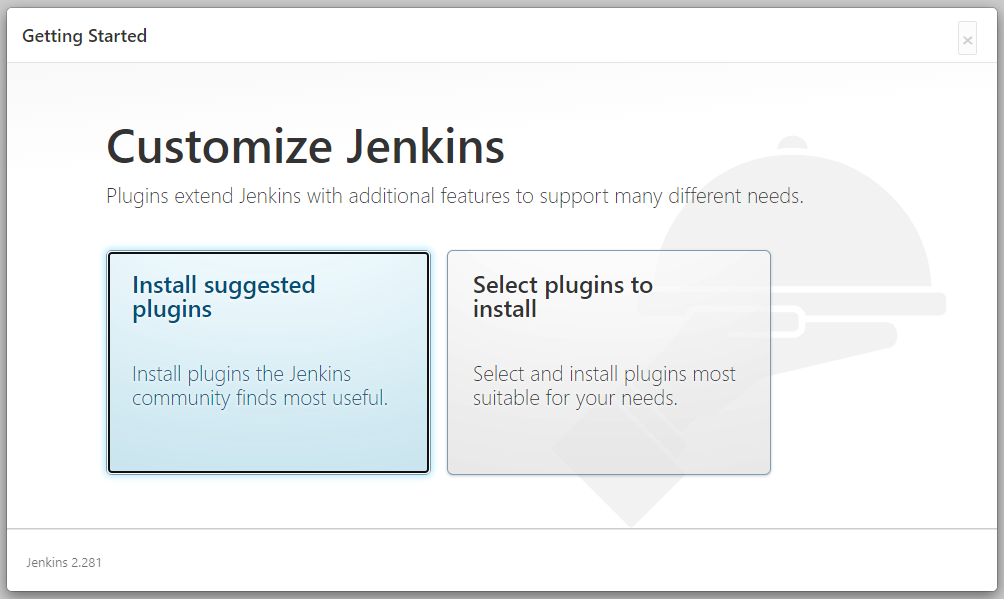 Getting Started
×
Customize Jenkins
Plugins extend Jenkins with additional features to support many different needs.
Install suggested
plugins
Install plugins the Jenkins
community finds most useful.
Select plugins to
install
Select and install plugins most
suitable for your needs.
Jenkins 2.281